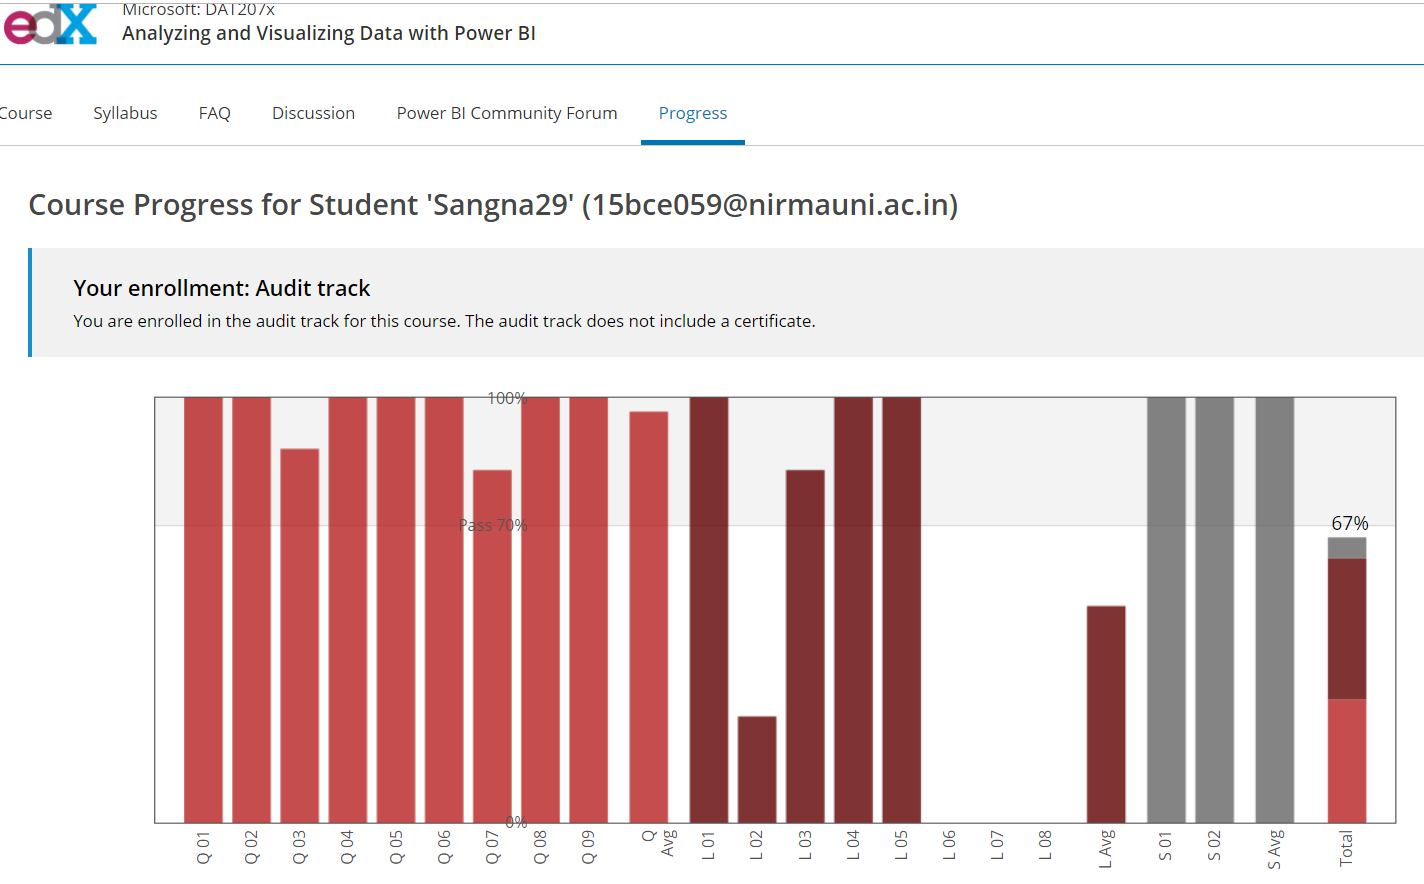 edX
Microsoft: DAT207x
Analyzing and Visualizing Data with Power BI
Course Syllabus FAQ Discussion Power BI Community Forum Progress
Course Progress for Student 'Sangna29' (15bce059@nirmauni.ac.in)
Your enrollment: Audit track
You are enrolled in the audit track for this course. The audit track does not include a certificate.
100%
Pass 70%
67%
0%
Q 01
Q 02
Q 03
Q 04
Q 05
Q 06
Q 07
Q 08
Q 09
Q
Avg
L 01
L 02
L 03
L 04
L 05
L 06
L 07
L 08
L Avg
S 01
S 02
S Avg
Total